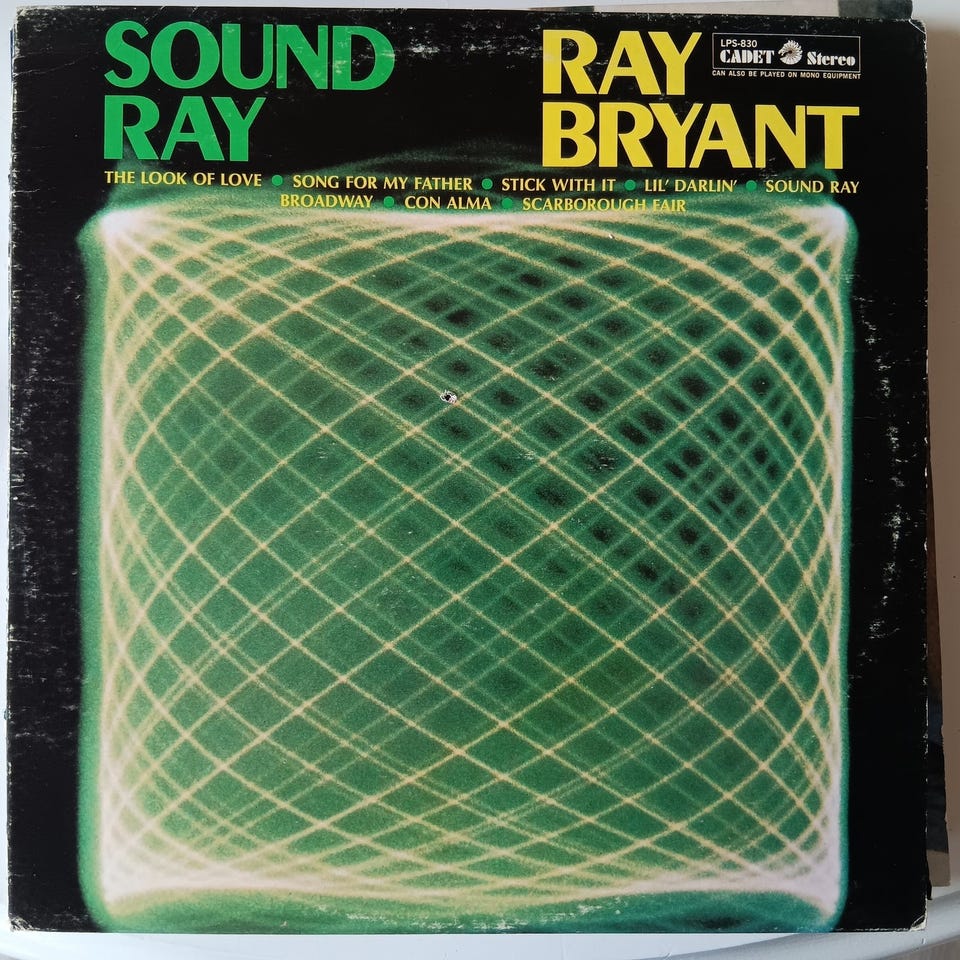 SOUND
RAY
RAY
BRYANT
LPS-830
CADET Stereo
CAN ALSO BE PLAYED ON MONO EQUIPMENT
THE LOOK OF LOVE • SONG FOR MY FATHER • STICK WITH IT • LIL' DARLIN' • SOUND RAY
BROADWAY • CON ALMA • SCARBOROUGH FAIR